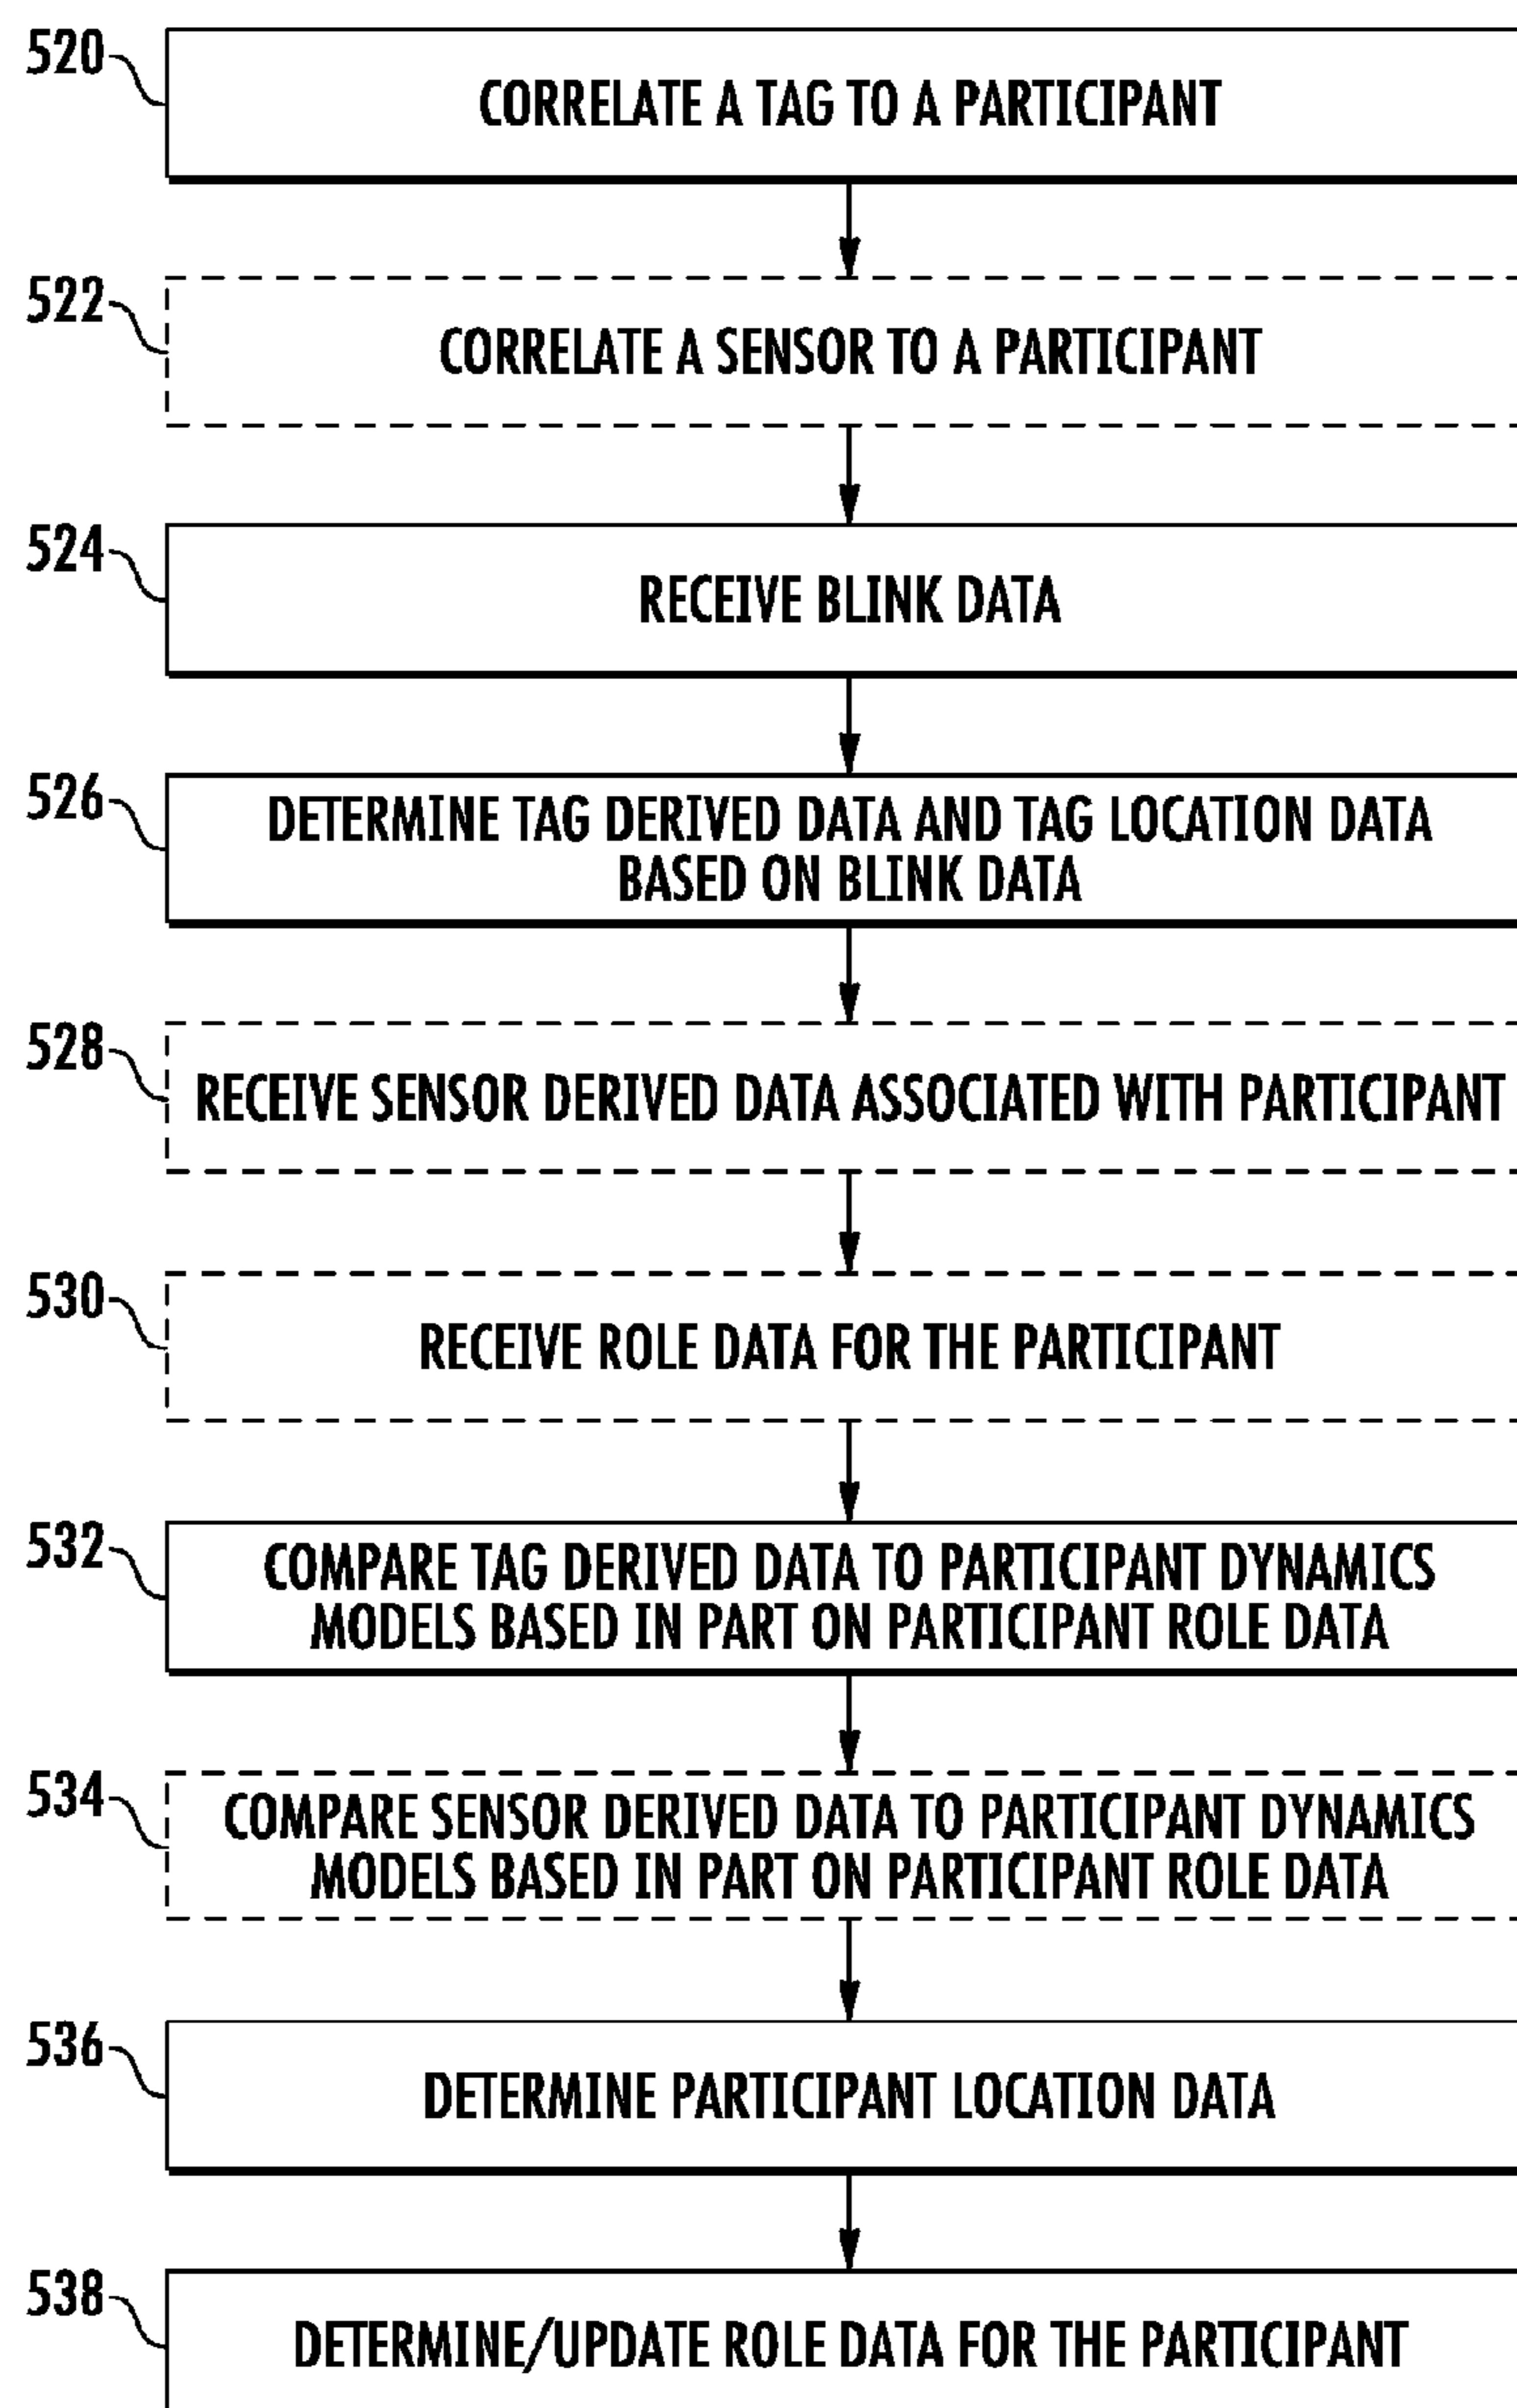 520
CORRELATE A TAG TO A PARTICIPANT
522
CORRELATE A SENSOR TO A PARTICIPANT
524
RECEIVE BLINK DATA
526
DETERMINE TAG DERIVED DATA AND TAG LOCATION DATA
BASED ON BLINK DATA
528
RECEIVE SENSOR DERIVED DATA ASSOCIATED WITH PARTICIPANT
530
RECEIVE ROLE DATA FOR THE PARTICIPANT
532
COMPARE TAG DERIVED DATA TO PARTICIPANT DYNAMICS
MODELS BASED IN PART ON PARTICIPANT ROLE DATA
534
COMPARE SENSOR DERIVED DATA TO PARTICIPANT DYNAMICS
MODELS BASED IN PART ON PARTICIPANT ROLE DATA
536
DETERMINE PARTICIPANT LOCATION DATA
538
DETERMINE/UPDATE ROLE DATA FOR THE PARTICIPANT